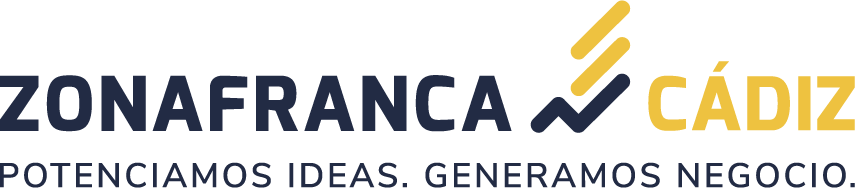 ZONAFRANCA CÁDIZ
POTENCIAMOS IDEAS. GENERAMOS NEGOCIO.